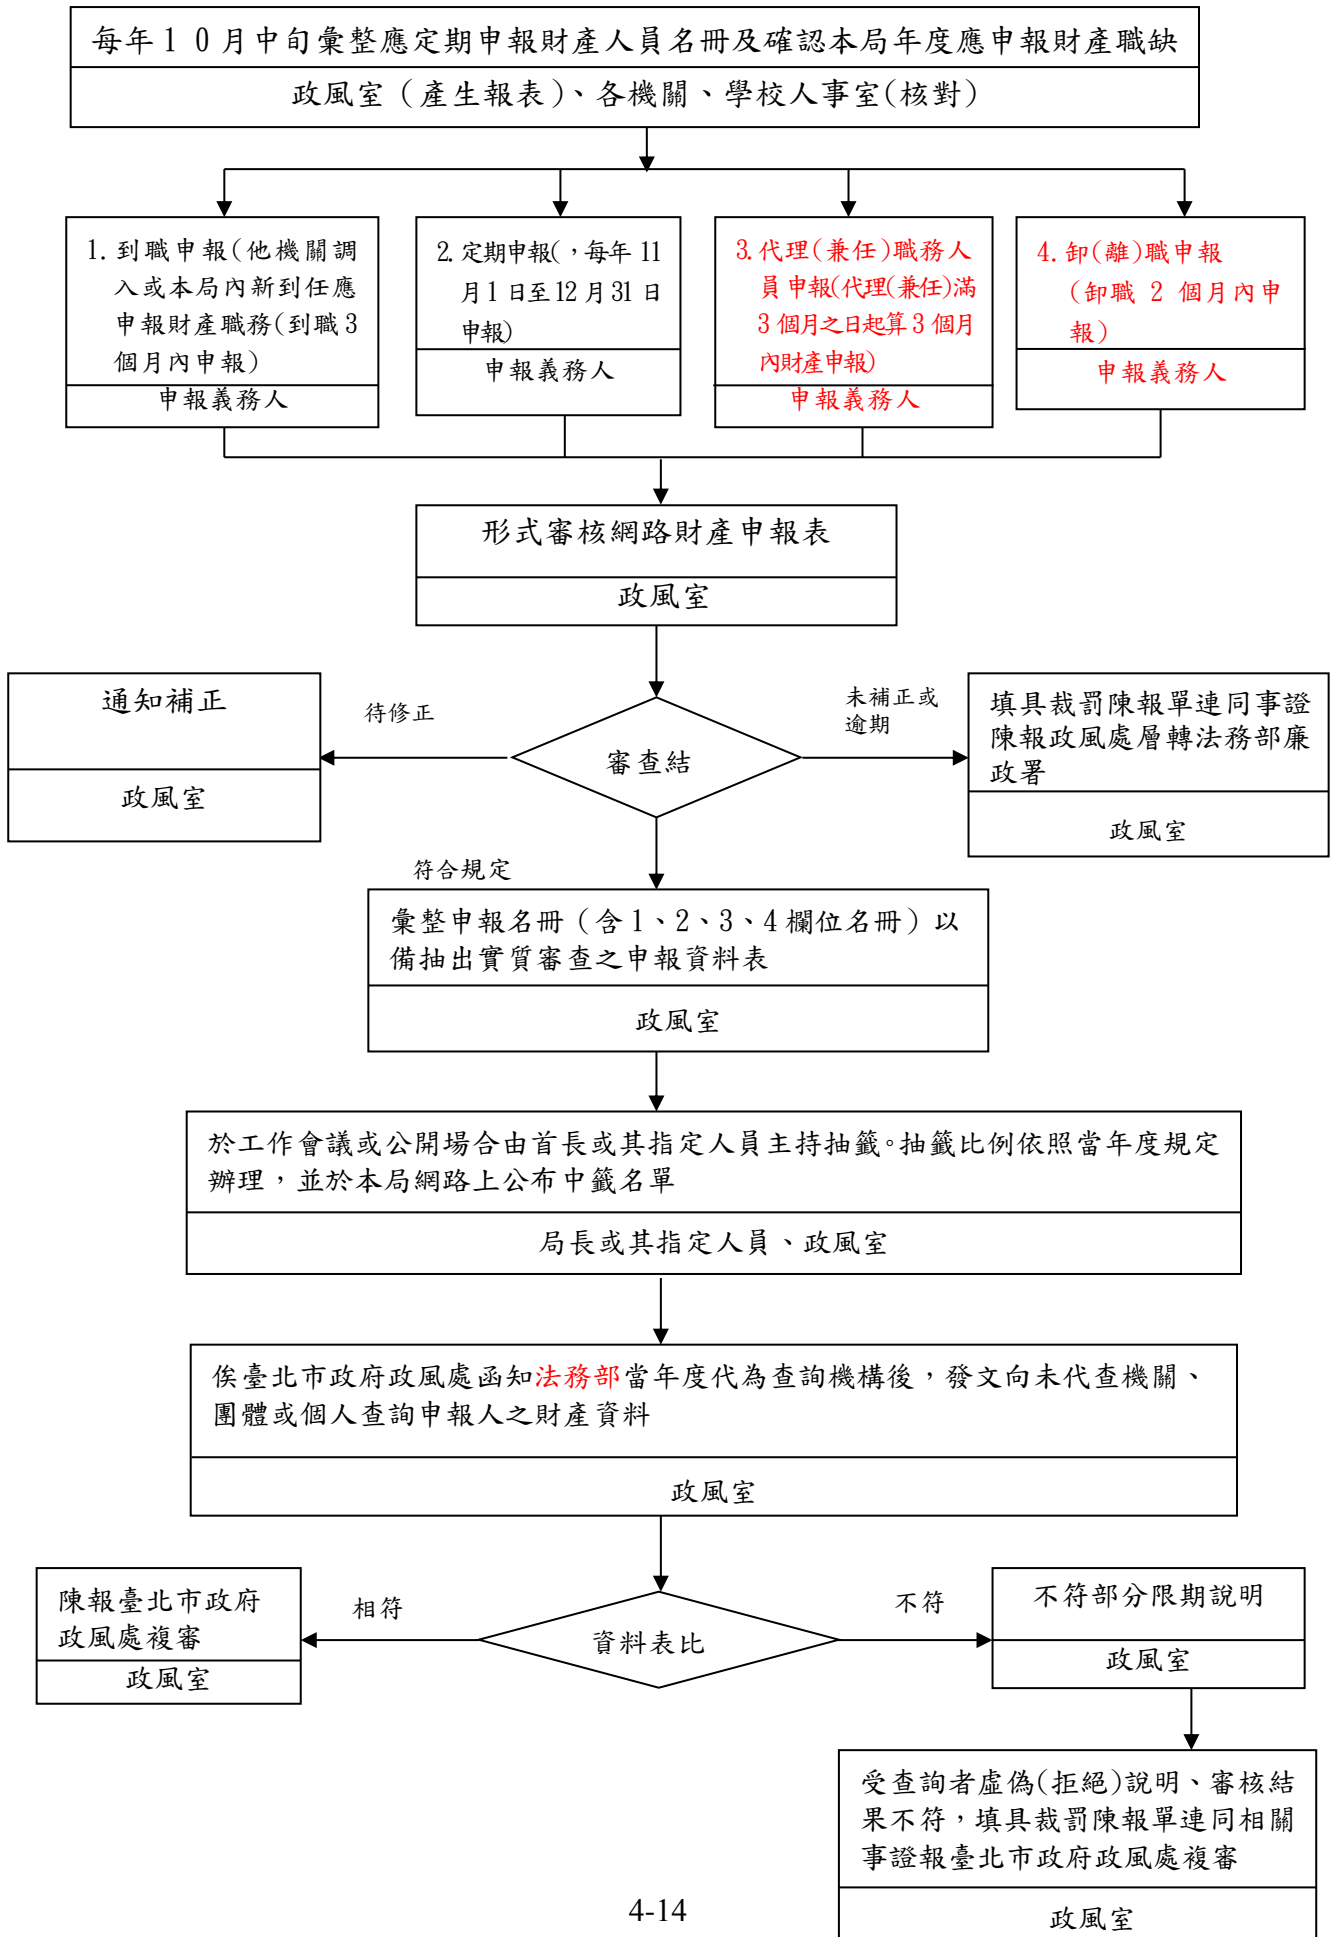 每年10月中旬彙整應定期申報財產人員名冊及確認本局年度應申報財產職缺
政風室（產生報表）、各機關、學校人事室(核對)
1. 到職申報(他機關調
入或本局內新到任應
申報財產職務(到職3
個月內申報)
申報義務人
2. 定期申報(，每年 11
月1日至12月31日
申報)
申報義務人
3. 代理(兼任)職務人
員申報(代理(兼任)滿
3個月之日起算3個月
內財產申報)
申報義務人
4. 卸(離)職申報
(卸職 2 個月內申
報)
申報義務人
形式審核網路財產申報表
政風室
通知補正
政風室
待修正
審查結
未補正或
逾期
填具裁罰陳報單連同事證
陳報政風處層轉法務部廉
政署
政風室
符合規定
彙整申報名冊（含1、2、3、4欄位名冊）以
備抽出實質審查之申報資料表
政風室
於工作會議或公開場合由首長或其指定人員主持抽籤。抽籤比例依照當年度規定
辦理，並於本局網路上公布中籤名單
局長或其指定人員、政風室
俟臺北市政府政風處函知法務部當年度代為查詢機構後，發文向未代查機關、
團體或個人查詢申報人之財產資料
政風室
陳報臺北市政府
政風處複審
政風室
相符
資料表比
不符
不符部分限期說明
政風室
受查詢者虛偽(拒絕)說明、審核結
果不符，填具裁罰陳報單連同相關
事證報臺北市政府政風處複審
政風室
4-14